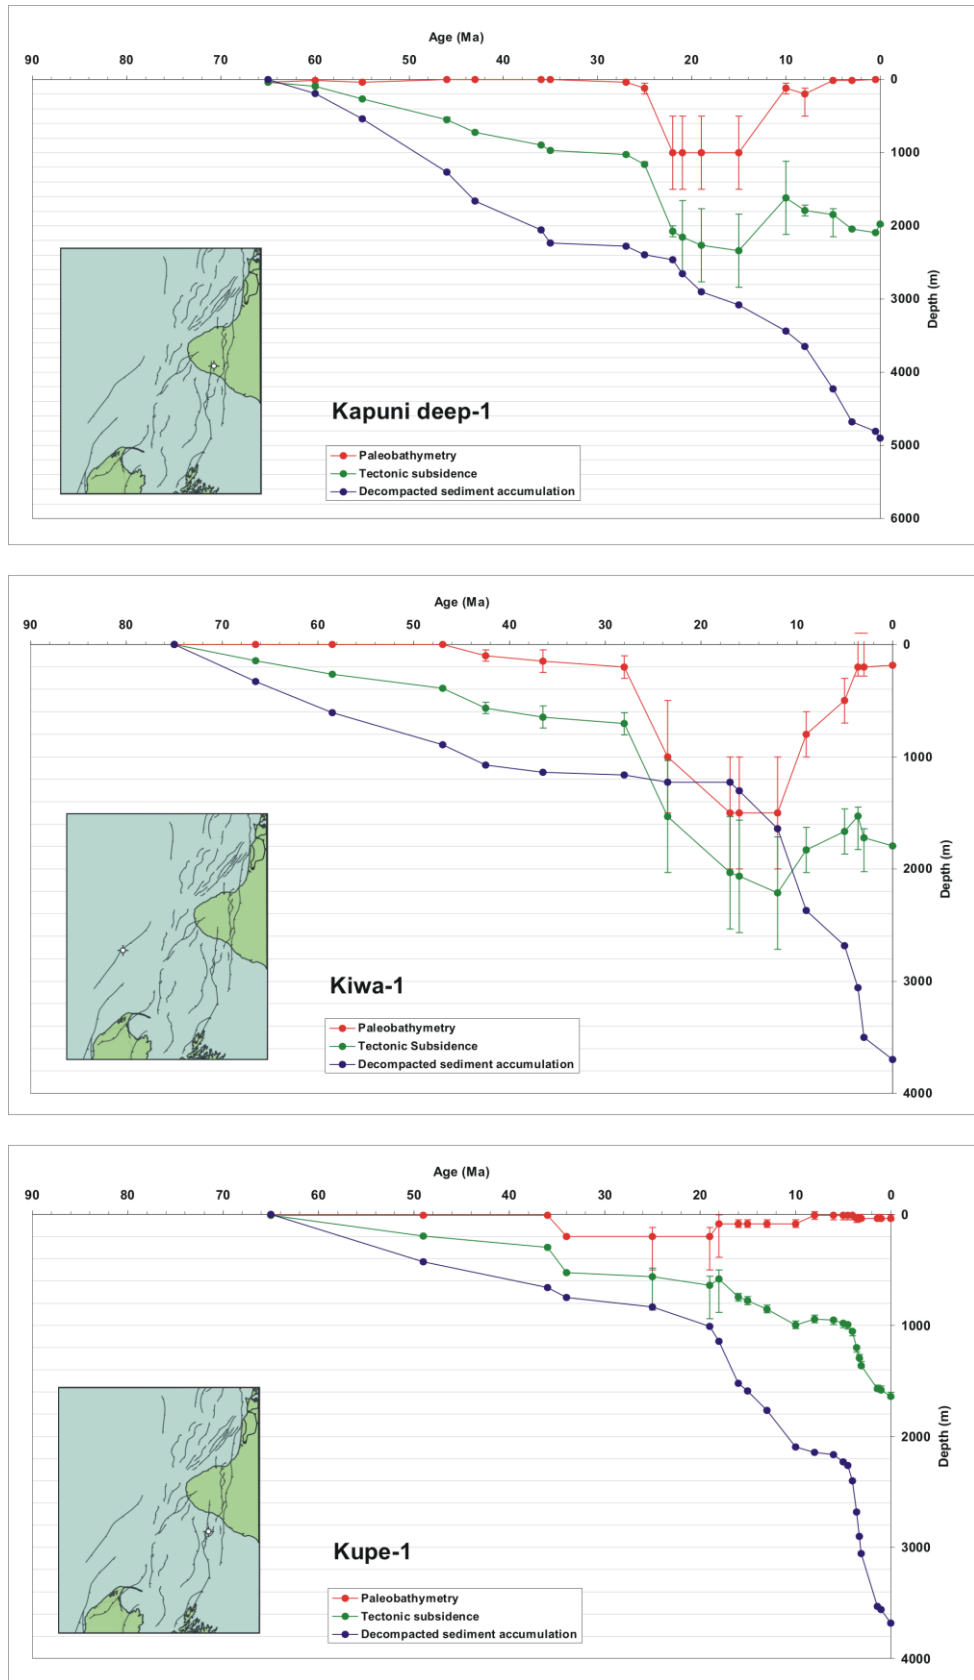 Age (Ma)
90 80 70 60 50 40 30 20 10 0
0
1000
2000
3000
4000
5000
6000
Depth (m)
Kapuni deep-1
Paleobathymetry
Tectonic subsidence
Decompacted sediment accumulation
Age (Ma)
90 80 70 60 50 40 30 20 10 0
0
1000
2000
3000
4000
Depth (m)
Kiwa-1
Paleobathymetry
Tectonic Subsidence
Decompacted sediment accumulation
Age (Ma)
90 80 70 60 50 40 30 20 10 0
0
1000
2000
3000
4000
Depth (m)
Kupe-1
Paleobathymetry
Tectonic subsidence
Decompacted sediment accumulation